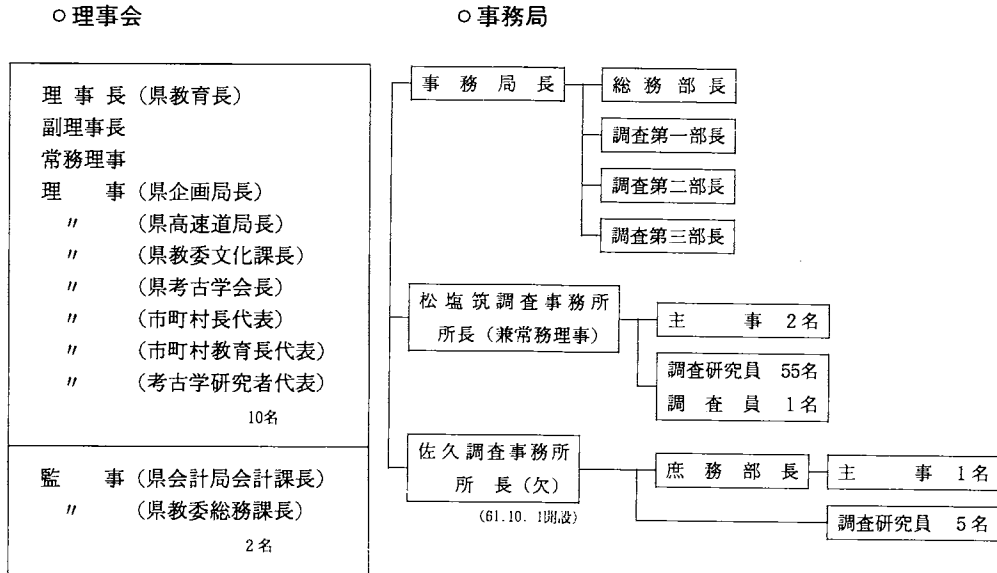 ○理事会
理事長(県教育長)
副理事長
常務理事
理　　事(県企画局長)
〃　　(県高速道局長)
〃　　(県教委文化課長)
〃　　(県考古学会長)
〃　　(市町村長代表)
〃　　(市町村教育長代表)
〃　　(考古学研究者代表)
10名
監　　事(県会計局会計課長)
〃　　(県教委総務課長)
2名
○事務局
事務局長
総務部長
調査第一部長
調査第二部長
調査第三部長
松塩筑調査事務所
所長(兼常務理事)
主　　事 2名
調査研究員 55名
調査員 1名
佐久調査事務所
所長(欠)
(61.10. 1開設)
庶務部長
主　　事 1名
調査研究員 5名